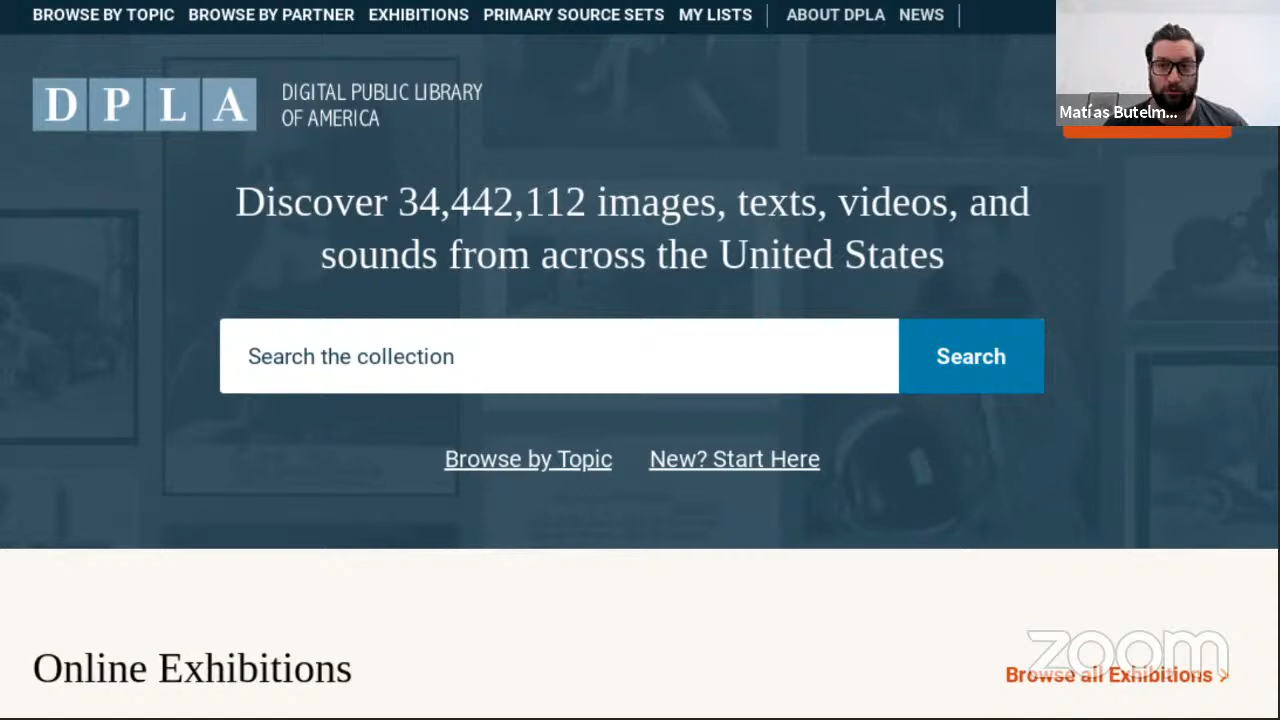 BROWSE BY TOPIC BROWSE BY PARTNER EXHIBITIONS PRIMARY SOURCE SETS MY LISTS ABOUT DPLA NEWS
DPLA
DIGITAL PUBLIC LIBRARY
OF AMERICA
Matías Butelm...
Discover 34,442,112 images, texts, videos, and
sounds from across the United States
Search the collection
Search
Browse by Topic New? Start Here
Online Exhibitions
Browse all Exhibitions
zoom